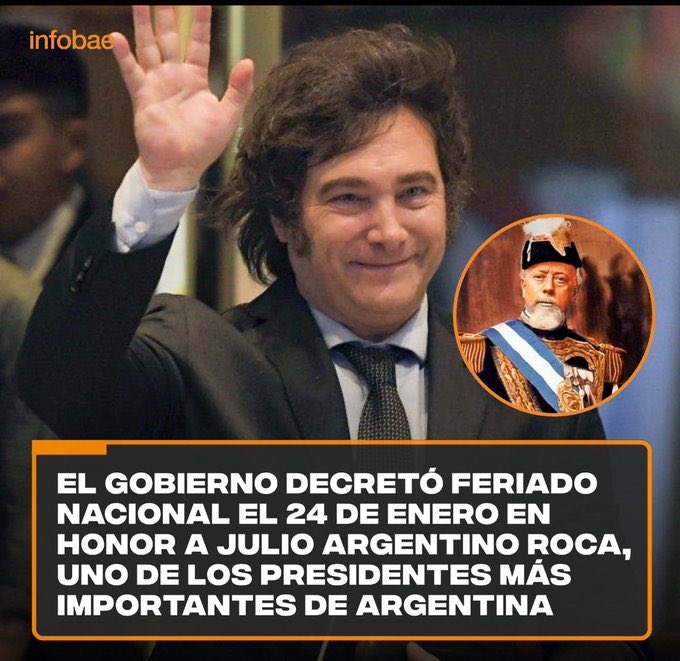 infobae
EL GOBIERNO DECRETÓ FERIADO
NACIONAL EL 24 DE ENERO EN
HONOR A JULIO ARGENTINO ROCA,
UNO DE LOS PRESIDENTES MÁS
IMPORTANTES DE ARGENTINA